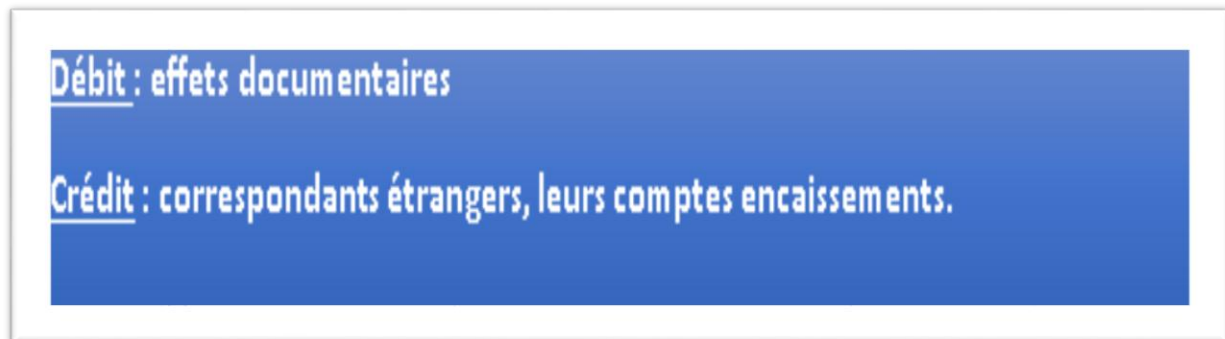 Débit : effets documentaires
Crédit : correspondants étrangers, leurs comptes encaissements.